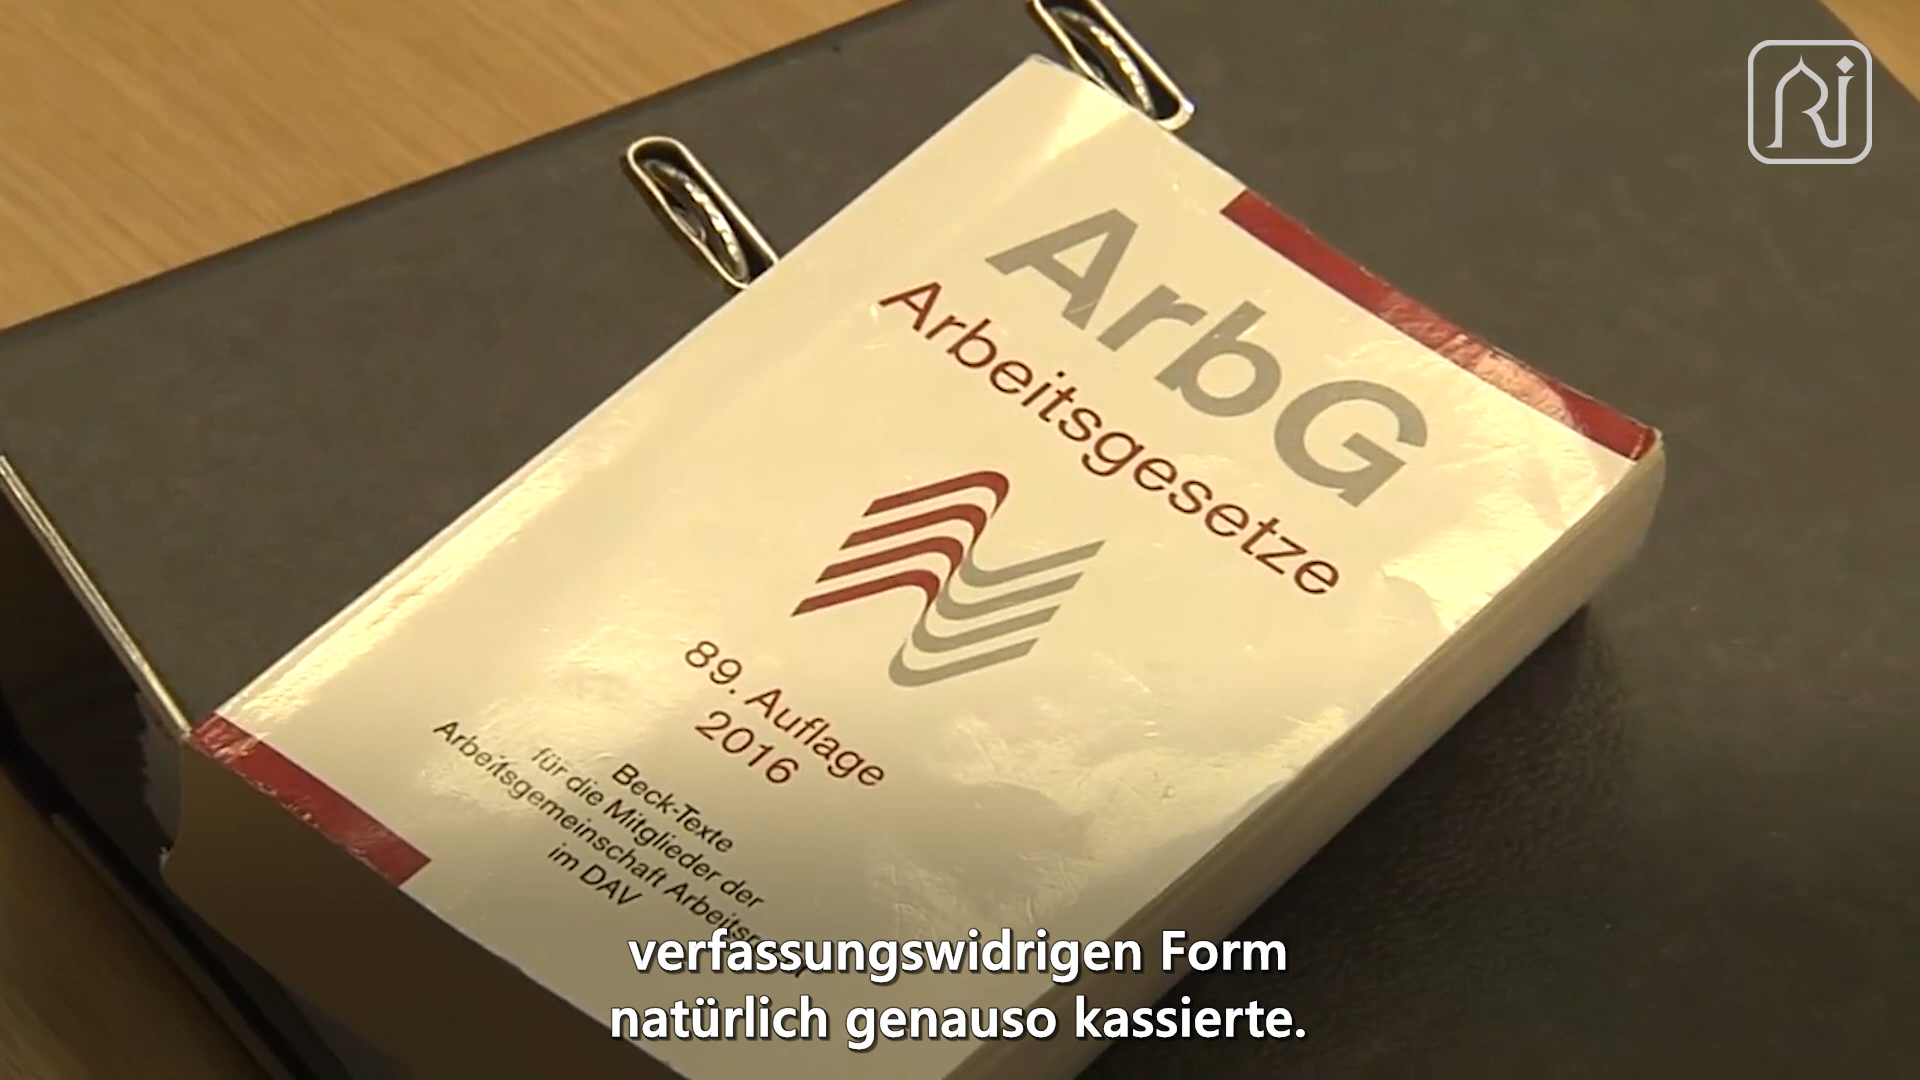 Ri
ArbG
Arbeitsgesetze
89. Auflage
2016
Beck-Texte
für die Mitglieder der
Arbeitsgemeinschaft
im DAV
verfassungswidrigen Form
natürlich genauso kassierte.